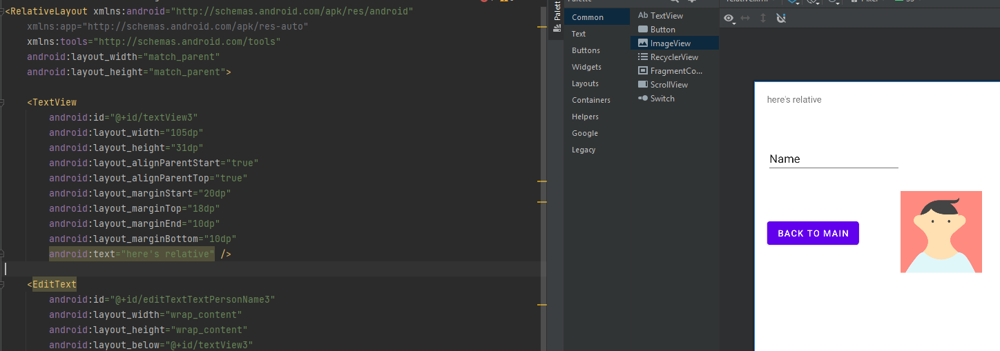 <RelativeLayout xmlns:android="http://schemas.android.com/apk/res/android"
xmlns:app="http://schemas.android.com/apk/res-auto"
xmlns:tools="http://schemas.android.com/tools"
android:layout_width="match_parent"
android:layout_height="match_parent">
<TextView
android:id="@+id/textView3"
android:layout_width="105dp"
android:layout_height="31dp"
android:layout_alignParentStart="true"
android:layout_alignParentTop="true"
android:layout_marginStart="20dp"
android:layout_marginTop="18dp"
android:layout_marginEnd="10dp"
android:layout_marginBottom="10dp"
android:text="here's relative" />
<EditText
android:id="@+id/editTextTextPersonName3"
android:layout_width="wrap_content"
android:layout_height="wrap_content"
android:layout_below="@+id/textView3"
Palett
Common
Text
Buttons
Widgets
Layouts
Containers
Helpers
Google
Legacy
Ab TextView
Button
ImageView
RecyclerView
FragmentCo...
ScrollView
Switch
here's relative
Name
BACK TO MAIN